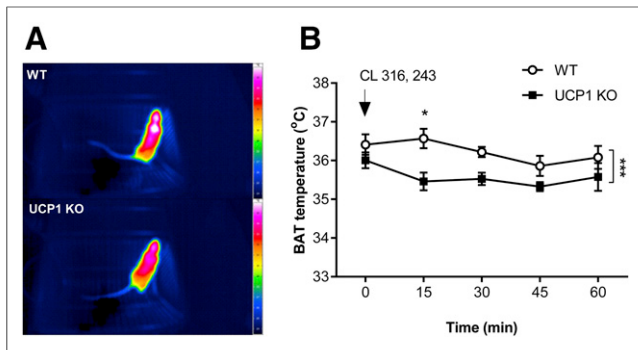 A
WT
UCP1 KO
B
CL 316, 243
WT
UCP1 KO
*
***
BAT temperature (°C)
38
37
36
35
34
33
0 15 30 45 60
Time (min)